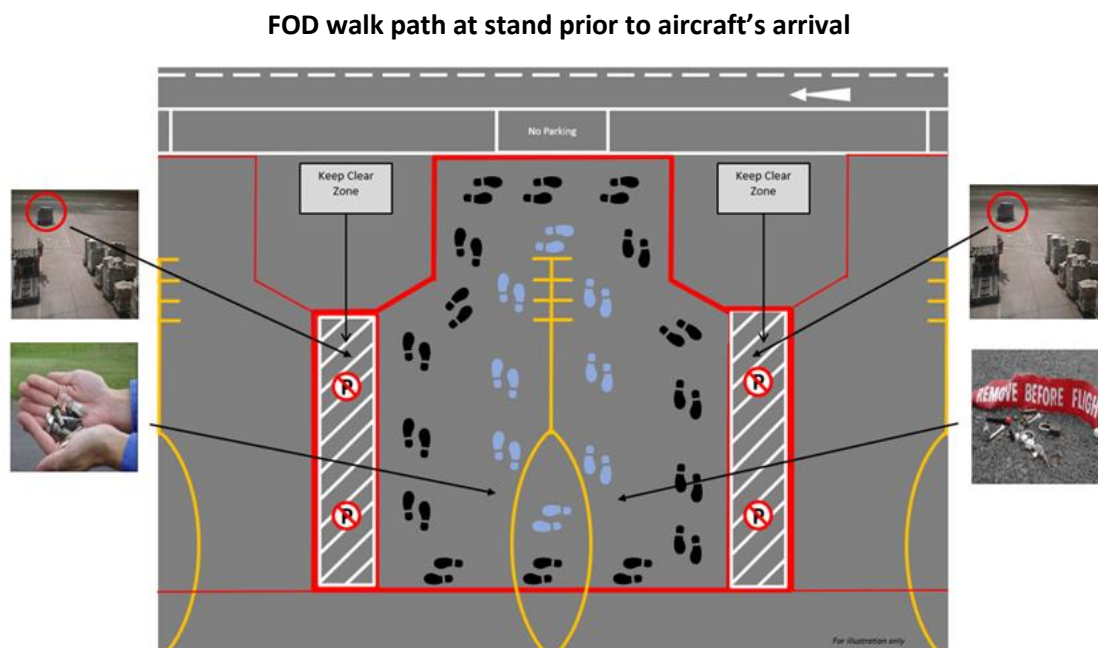 FOD walk path at stand prior to aircraft’s arrival
No Parking
Keep Clear
Zone
Keep Clear
Zone
REMOVE BEFORE FLIGH
P
P
P
P
For illustration only